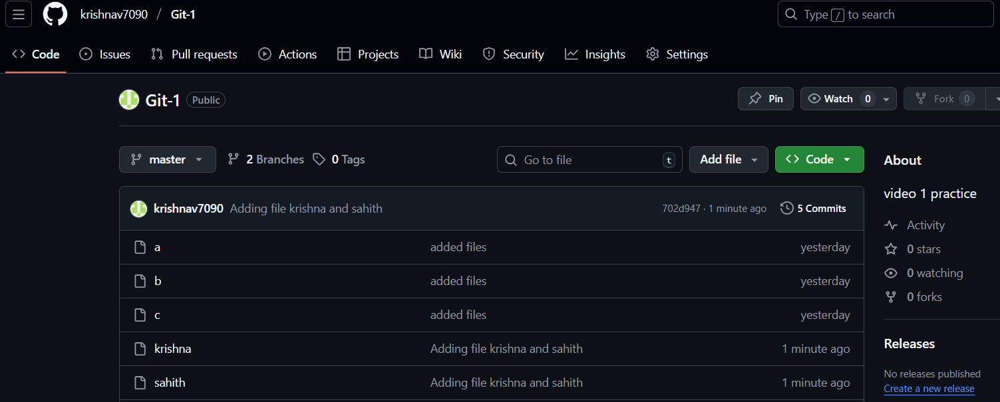 krishnav7090 / Git-1 Type / to search
Code Issues Pull requests Actions Projects Wiki Security Insights Settings
Git-1 Public Pin Watch 0 Fork 0
master 2 Branches 0 Tags Go to file t Add file Code
About
video 1 practice
krishnav7090 Adding file krishna and sahith 702d947 · 1 minute ago 5 Commits
a added files yesterday
b added files yesterday
c added files yesterday
krishna Adding file krishna and sahith 1 minute ago
sahith Adding file krishna and sahith 1 minute ago
Activity
0 stars
0 watching
0 forks
Releases
No releases published
Create a new release